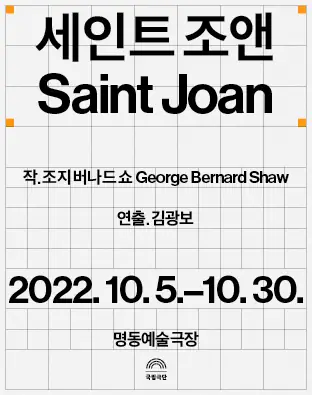 세인트 조앤
Saint Joan
작. 조지 버나드 쇼 George Bernard Shaw
연출. 김광보
2022. 10. 5.–10. 30.
명동예술극장
국립극단